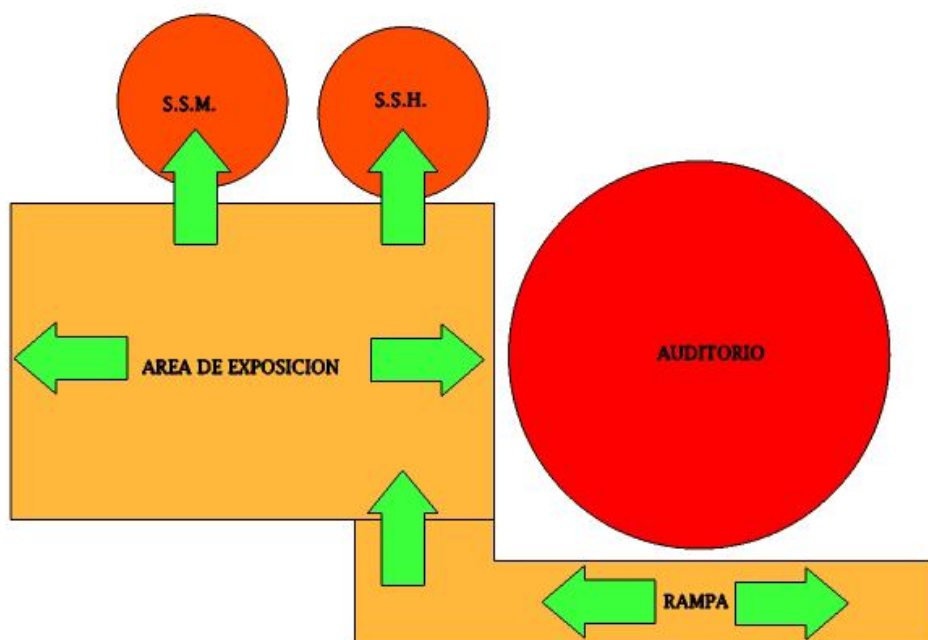 S.S.M.
S.S.H.
AREA DE EXPOSICION
AUDITORIO
RAMPA